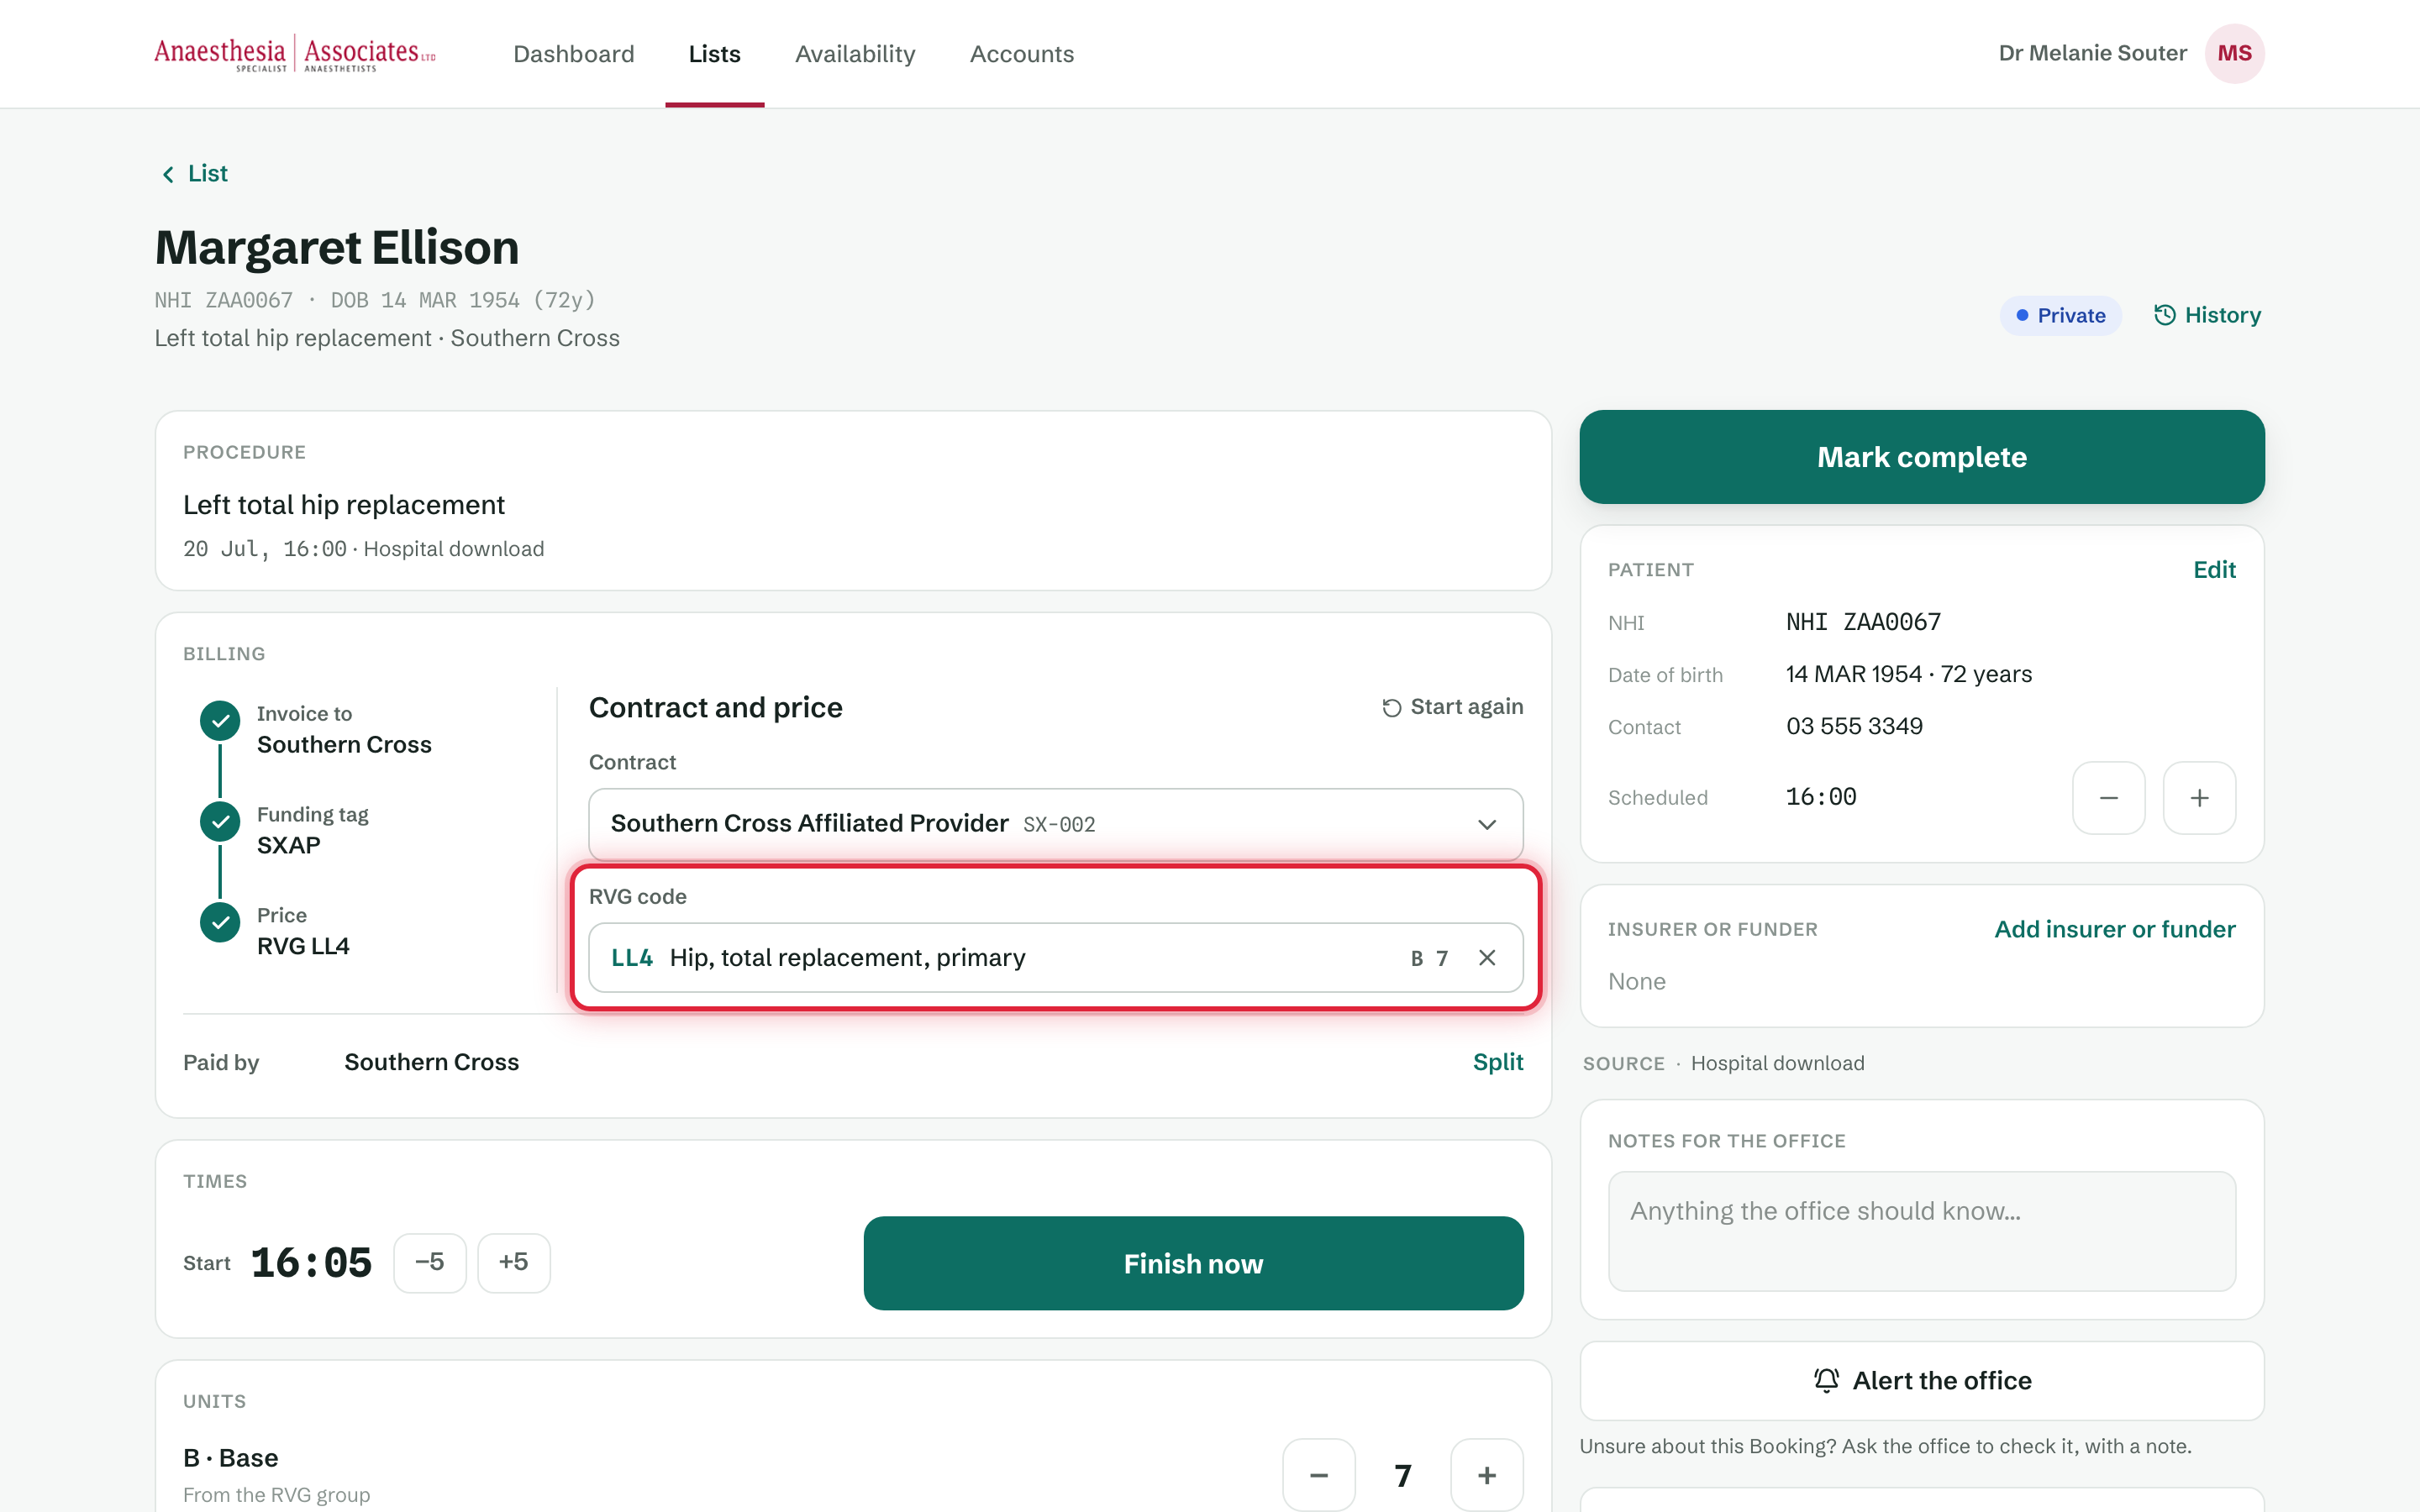 Anaesthesia | Associates LTD
SPECIALIST ANAESTHETISTS
Dashboard
Lists
Availability
Accounts
Dr Melanie Souter
MS
List
Margaret Ellison
NHI ZAA0067 · DOB 14 MAR 1954 (72y)
Left total hip replacement · Southern Cross
Private
History
PROCEDURE
Left total hip replacement
20 Jul, 16:00 · Hospital download
BILLING
Invoice to
Southern Cross
Funding tag
SXAP
Price
RVG LL4
Contract and price
Start again
Contract
Southern Cross Affiliated Provider SX-002
RVG code
LL4 Hip, total replacement, primary B 7
Paid by Southern Cross Split
TIMES
Start 16:05 −5 +5
Finish now
UNITS
B · Base
From the RVG group
− 7 +
Mark complete
PATIENT
Edit
NHI NHI ZAA0067
Date of birth 14 MAR 1954 · 72 years
Contact 03 555 3349
Scheduled 16:00 − +
INSURER OR FUNDER
Add insurer or funder
None
SOURCE · Hospital download
NOTES FOR THE OFFICE
Anything the office should know...
Alert the office
Unsure about this Booking? Ask the office to check it, with a note.